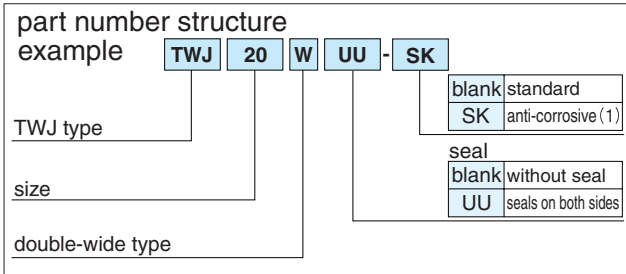 part number structure
example TWJ 20 W UU - SK
blank standard
SK anti-corrosive(1)
TWJ type
seal
blank without seal
size
UU seals on both sides
double-wide type